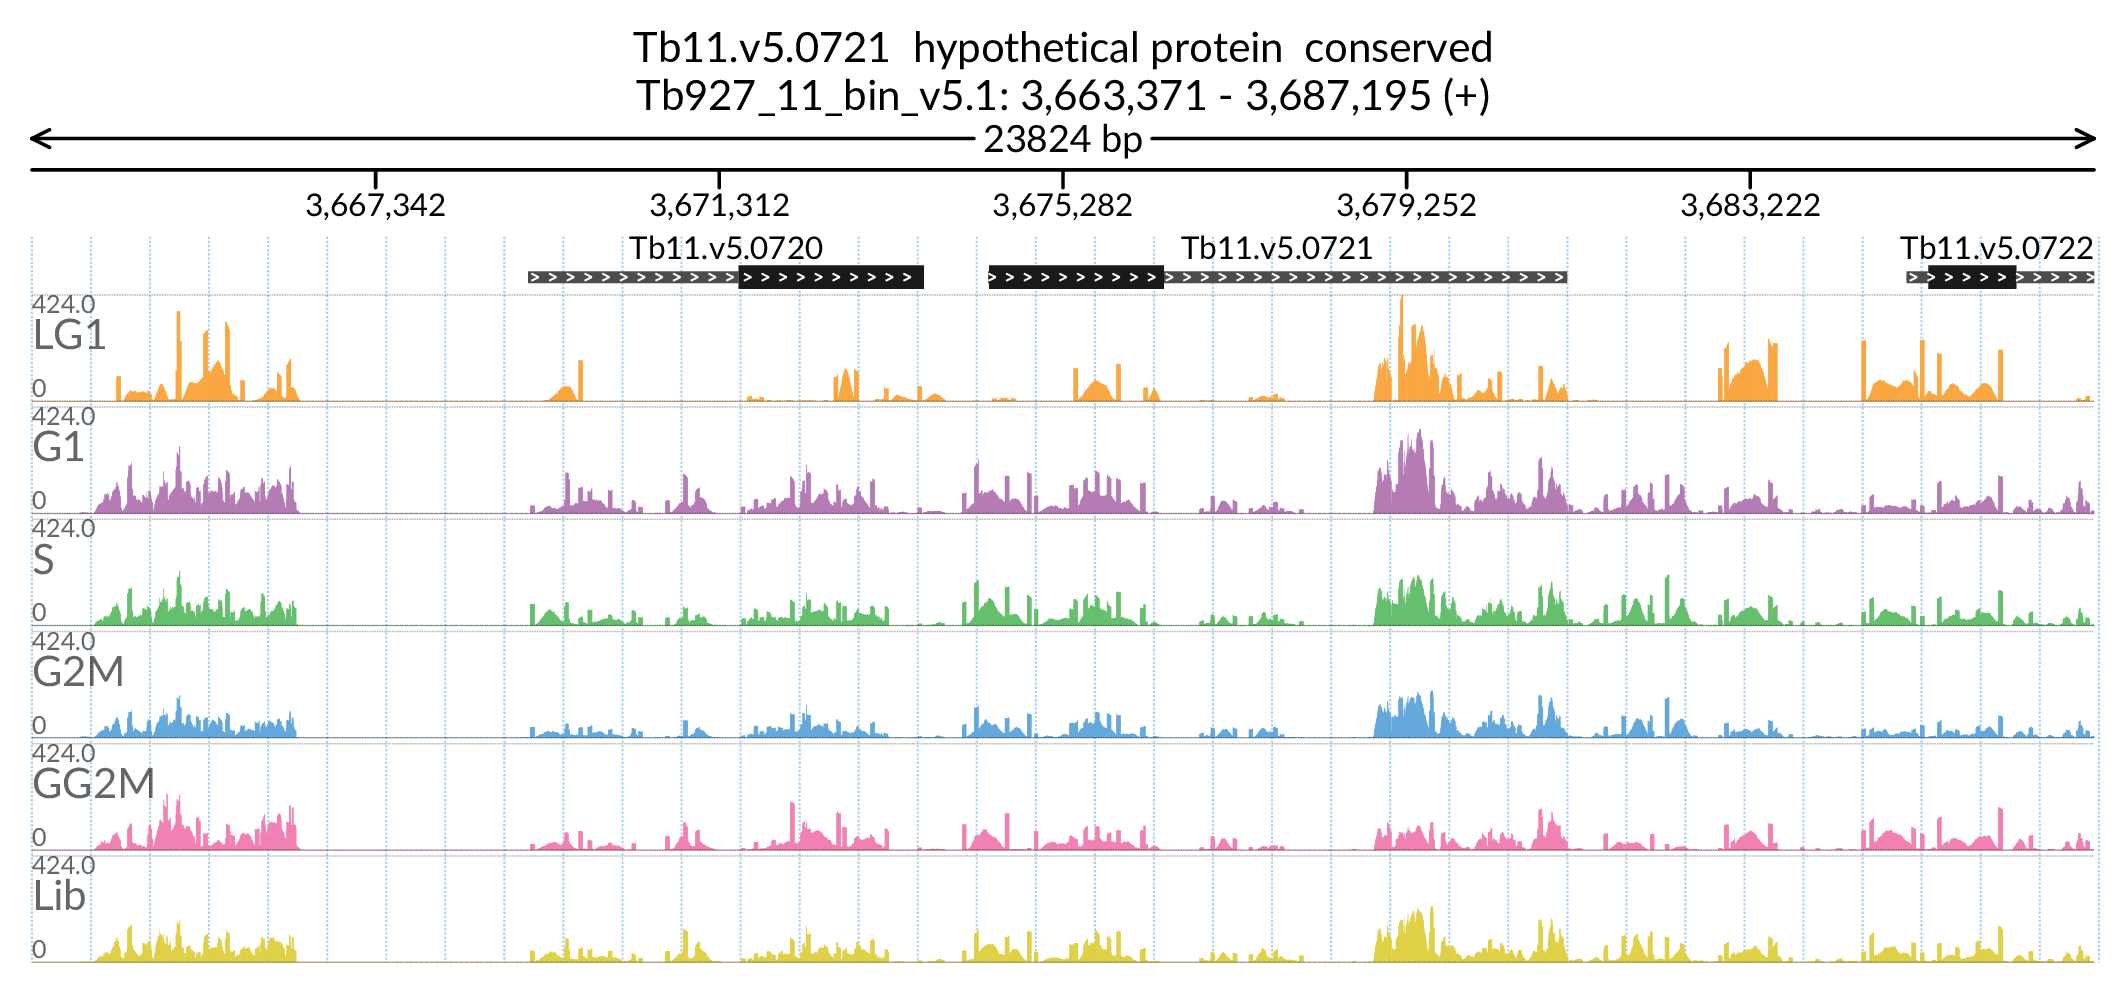 Tb11.v5.0721 hypothetical protein conserved
Tb927_11_bin_v5.1: 3,663,371 - 3,687,195 (+)
23824 bp
3,667,342 3,671,312 3,675,282 3,679,252 3,683,222
Tb11.v5.0720 Tb11.v5.0721 Tb11.v5.0722
424.0
LG1
0
424.0
G1
0
424.0
S
0
424.0
G2M
0
424.0
GG2M
0
424.0
Lib
0